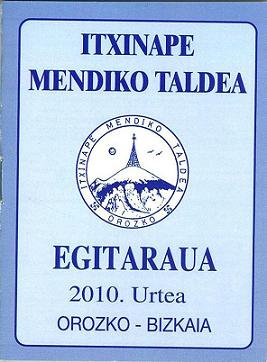 ITXINAPE
MENDIKO TALDEA
ITXINAPE MENDIKO TALDEA
OROZKO
EGITARAUA
2010. Urtea
OROZKO - BIZKAIA